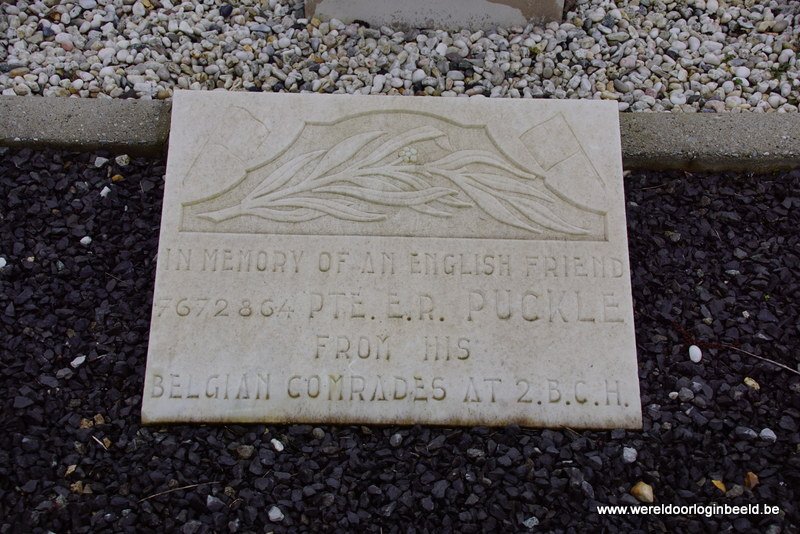 IN MEMORY OF AN ENGLISH FRIEND
7672864 PTE. E.R. PUCKLE
FROM HIS
BELGIAN COMRADES AT 2.B.C.H.
www.wereldoorloginbeeld.be